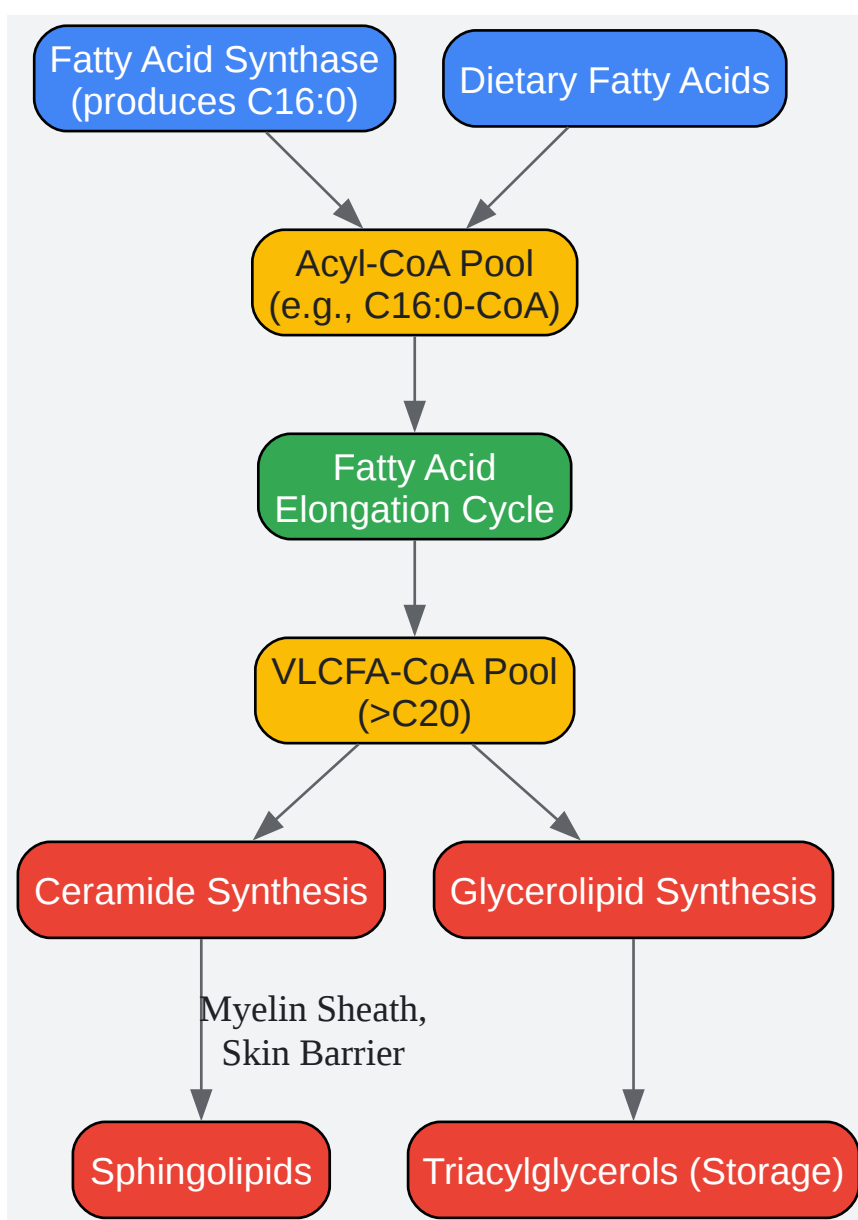 Fatty Acid Synthase
(produces C16:0)
Dietary Fatty Acids
Acyl-CoA Pool
(e.g., C16:0-CoA)
Fatty Acid
Elongation Cycle
VLCFA-CoA Pool
(>C20)
Ceramide Synthesis
Glycerolipid Synthesis
Myelin Sheath,
Skin Barrier
Sphingolipids
Triacylglycerols (Storage)